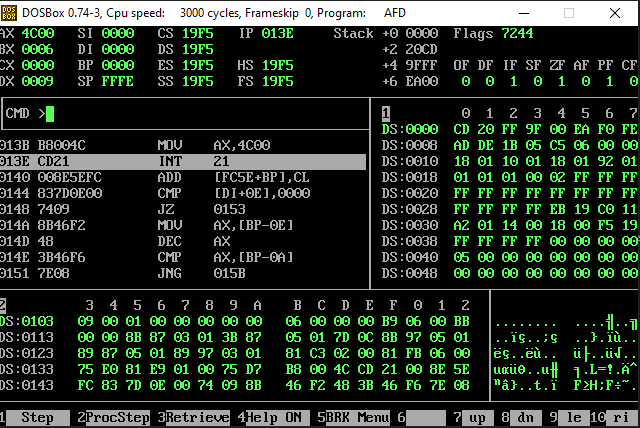 DOS BOX DOSBox 0.74-3, Cpu speed: 3000 cycles, Frameskip 0, Program: AFD
AX 4C00 SI 0000 CS 19F5 IP 013E Stack +0 0000 Flags 7244
BX 0006 DI 0000 DS 19F5 +2 20CD
CX 0000 BP 0000 ES 19F5 HS 19F5 +4 9FFF OF DF IF SF ZF AF PF CF
DX 0009 SP FFFE SS 19F5 FS 19F5 +6 EA00 0 0 1 0 1 0 1 0
CMD >
1 0 1 2 3 4 5 6 7
DS:0000 CD 20 FF 9F 00 EA F0 FE
013B B8004C MOV AX,4C00 DS:0008 AD DE 1B 05 C5 06 00 00
013E CD21 INT 21 DS:0010 18 01 10 01 18 01 92 01
0140 008E5EFC ADD [FC5E+BP],CL DS:0018 01 01 01 00 02 FF FF FF
0144 837D0E00 CMP [DI+0E],0000 DS:0020 FF FF FF FF FF FF FF FF
0148 7409 JZ 0153 DS:0028 FF FF FF FF EB 19 C0 11
014A 8B46F2 MOV AX,[BP-0E] DS:0030 A2 01 14 00 18 00 F5 19
014D 48 DEC AX DS:0038 FF FF FF FF 00 00 00 00
014E 3B46F6 CMP AX,[BP-0A] DS:0040 05 00 00 00 00 00 00 00
0151 7E08 JNG 015B DS:0048 00 00 00 00 00 00 00 00
2 3 4 5 6 7 8 9 A B C D E F 0 1 2
DS:0103 09 00 01 00 00 00 00 00 06 00 00 00 00 B9 06 00 BB
DS:0113 00 00 8B 87 03 01 3B 87 05 01 7D 0C 8B 97 05 01
DS:0123 89 87 05 01 89 97 03 01 81 C3 02 00 81 FB 06 00
DS:0133 75 E0 81 E9 01 00 75 D7 B8 00 4C CD 21 00 8E 5E
DS:0143 FC 83 7D 0E 00 74 09 8B 46 F2 48 3B 46 F6 7E 08
1 Step 2 ProcStep 3 Retrieve 4 Help ON 5 BRK Menu 6 7 up 8 dn 9 le 10 ri